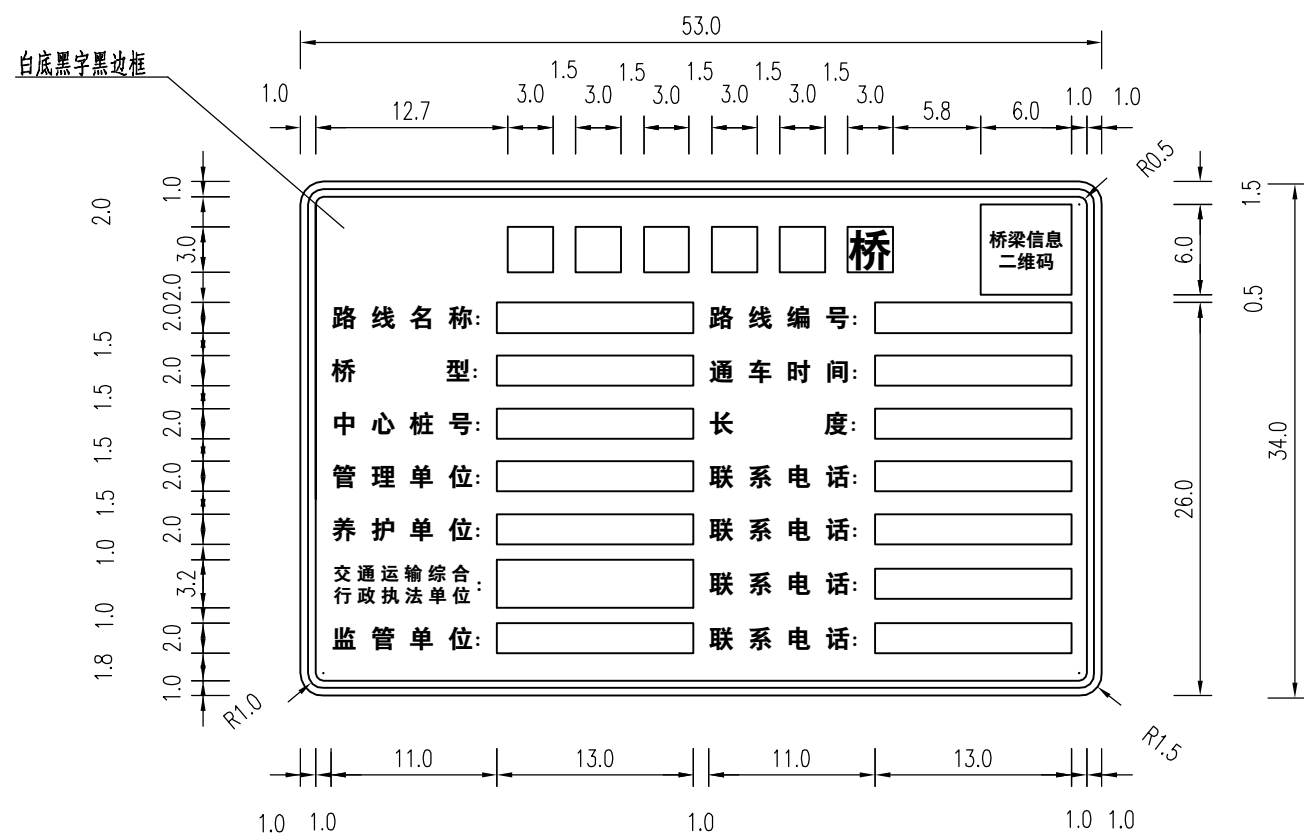 53.0
白底黑字黑边框
1.5 1.5 1.5 1.5 1.5
1.0 12.7 3.0 3.0 3.0 3.0 3.0 3.0 5.8 6.0 1.0 1.0
R0.5
2.0 1.0 1.5
3.0 桥 桥梁信息 6.0
二维码
2.0 0.5
2.0 路线名称: 路线编号:
1.5
2.0 桥型: 通车时间:
1.5
2.0 中心桩号: 长度: 34.0
1.5
2.0 管理单位: 联系电话: 26.0
1.5
2.0 养护单位: 联系电话:
1.0
3.2 交通运输综合
行政执法单位: 联系电话:
1.0
2.0 监管单位: 联系电话:
1.8
1.0
R1.0 R1.5
11.0 13.0 11.0 13.0
1.0 1.0 1.0 1.0 1.0